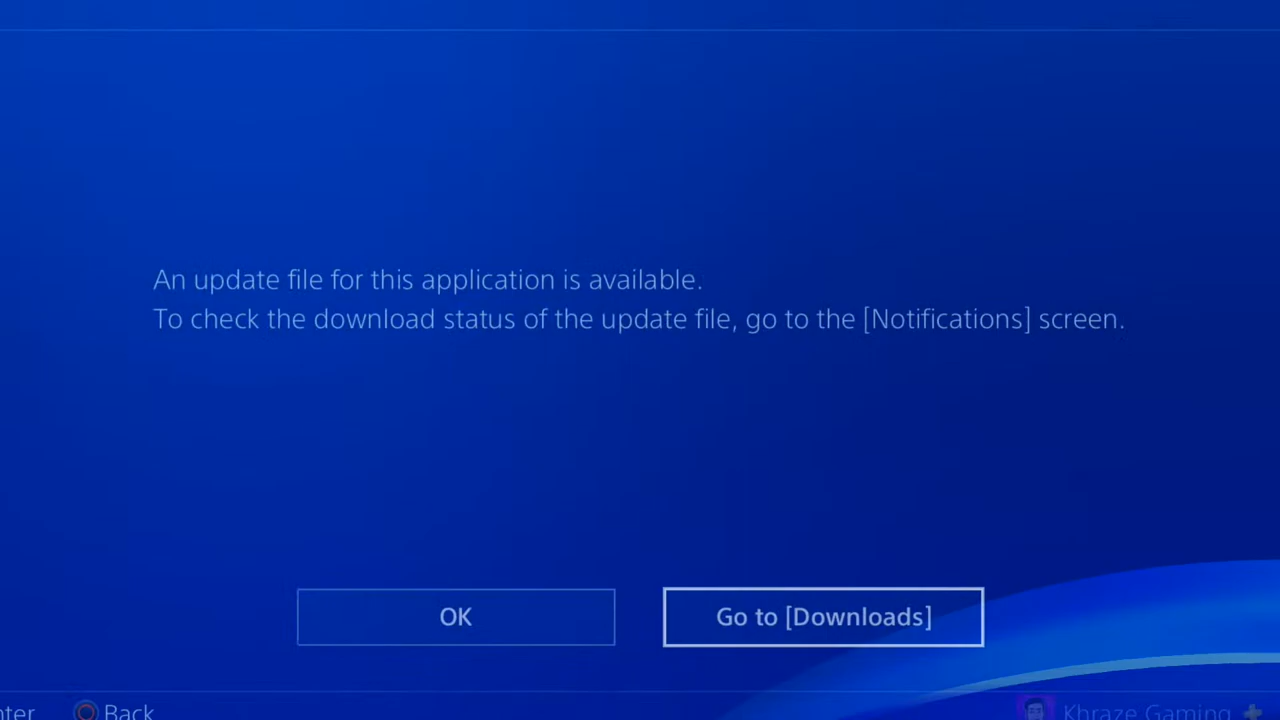 An update file for this application is available.
To check the download status of the update file, go to the [Notifications] screen.
OK
Go to [Downloads]
Back
Khraze Gaming